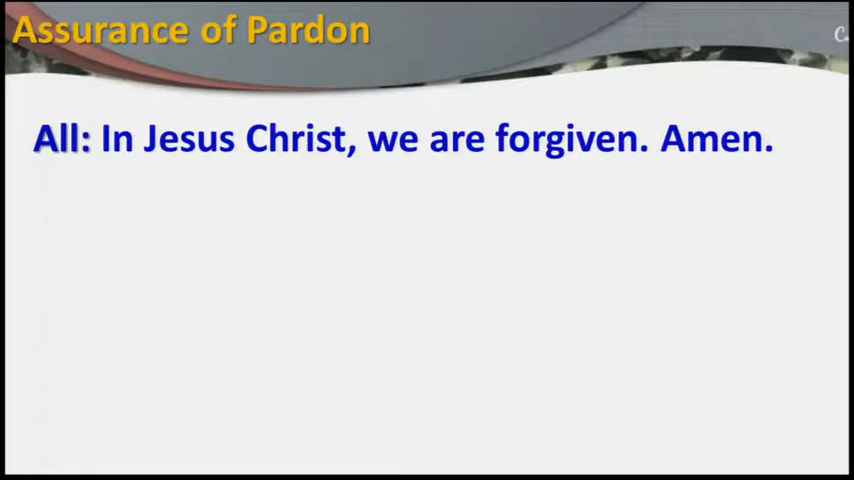 Assurance of Pardon
All: In Jesus Christ, we are forgiven. Amen.